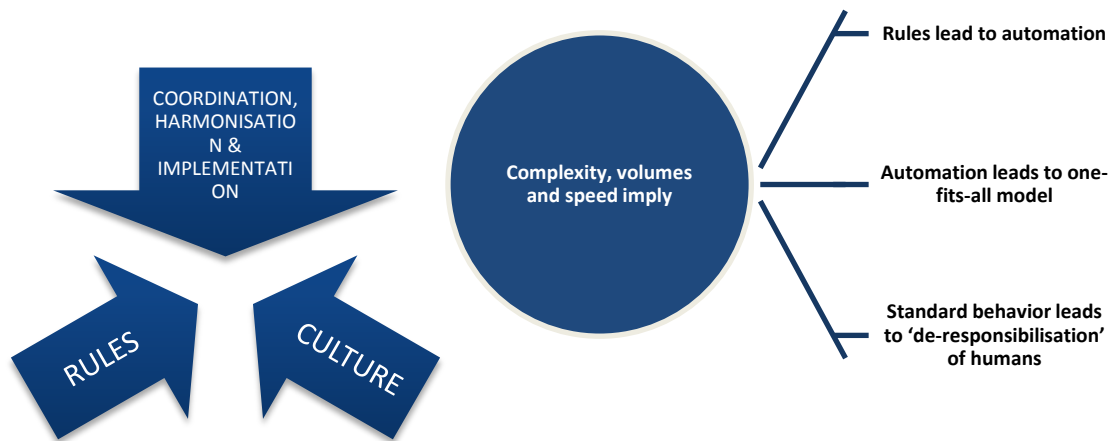 COORDINATION,
HARMONISATIO
N &
IMPLEMENTATI
ON
RULES
CULTURE
Complexity, volumes
and speed imply
Rules lead to automation
Automation leads to one-
fits-all model
Standard behavior leads
to ‘de-responsibilisation’
of humans